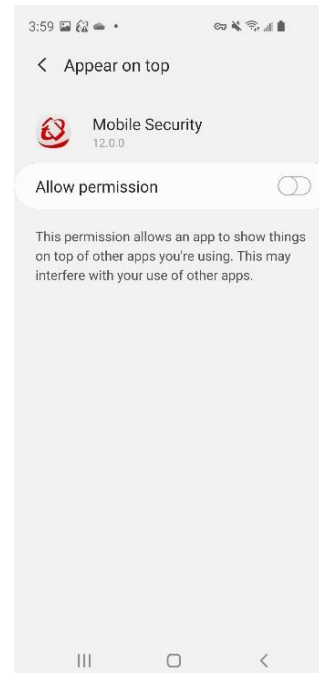 3:59
Appear on top
Mobile Security
12.0.0
Allow permission
This permission allows an app to show things
on top of other apps you're using. This may
interfere with your use of other apps.